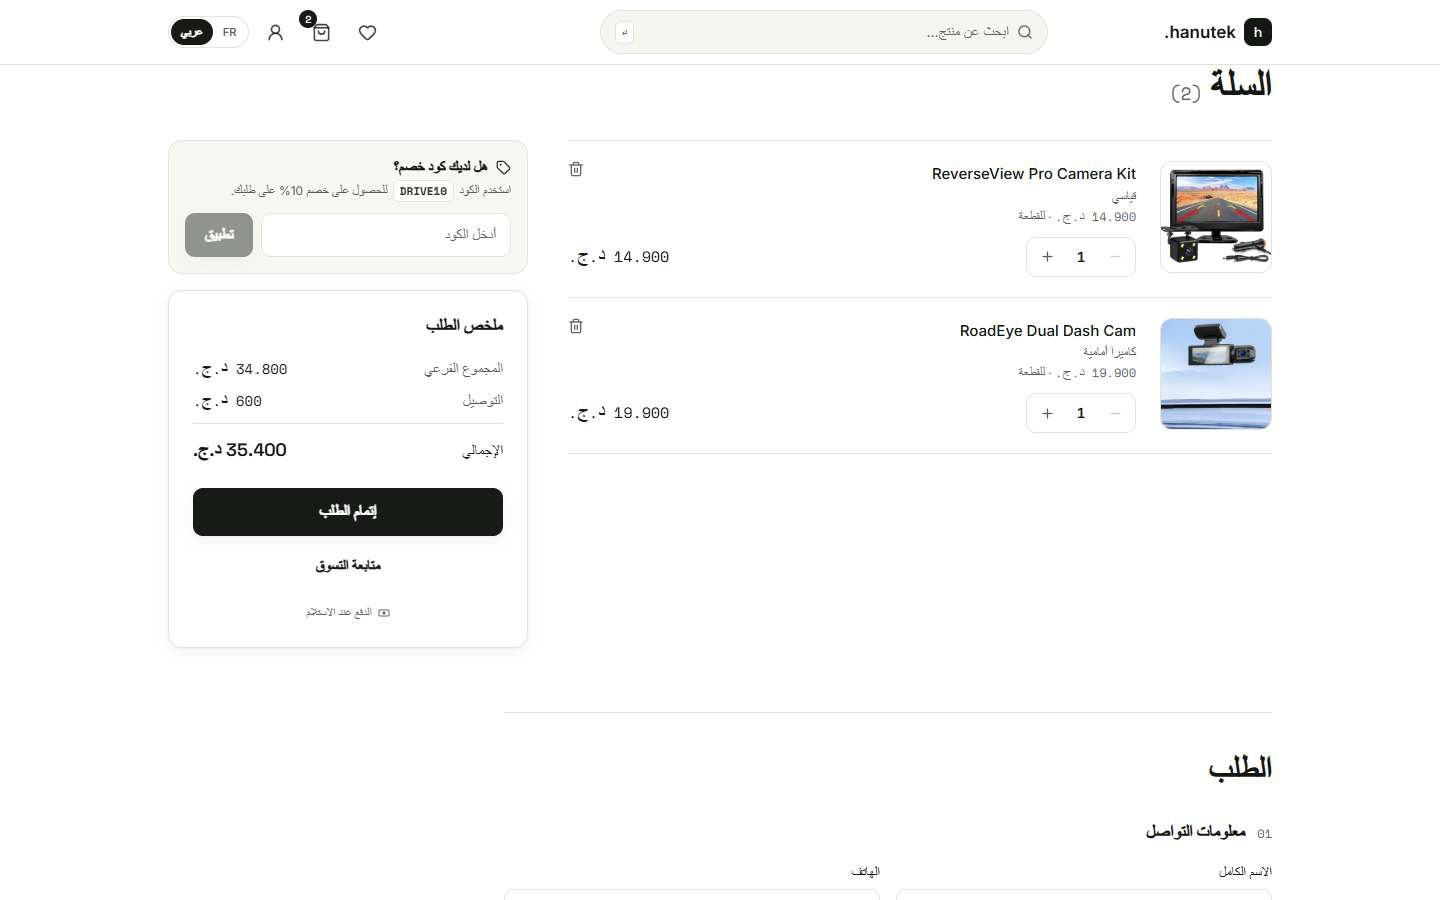 hanutek.
h
ابحث عن منتج...
↵
2
FR
عربي
السلة (2)
ReverseView Pro Camera Kit
قياسي
14.900 د.ج. · للقطعة
1
14.900 د.ج.
RoadEye Dual Dash Cam
كاميرا أمامية
19.900 د.ج. · للقطعة
1
19.900 د.ج.
هل لديك كود خصم؟
استخدم الكود DRIVE10 للحصول على خصم 10% على طلبك.
أدخل الكود
تطبيق
ملخص الطلب
المجموع الفرعي 34.800 د.ج.
التوصيل 600 د.ج.
الإجمالي 35.400 د.ج.
إتمام الطلب
متابعة التسوق
الدفع عند الاستلام
الطلب
01 معلومات التواصل
الاسم الكامل
الهاتف